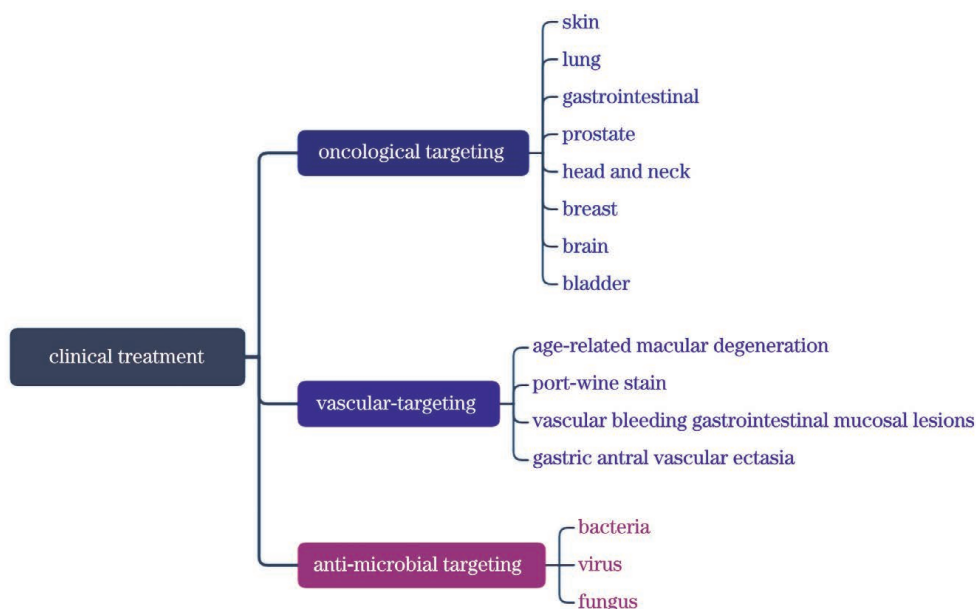 clinical treatment
oncological targeting
skin
lung
gastrointestinal
prostate
head and neck
breast
brain
bladder
vascular-targeting
age-related macular degeneration
port-wine stain
vascular bleeding gastrointestinal mucosal lesions
gastric antral vascular ectasia
anti-microbial targeting
bacteria
virus
fungus